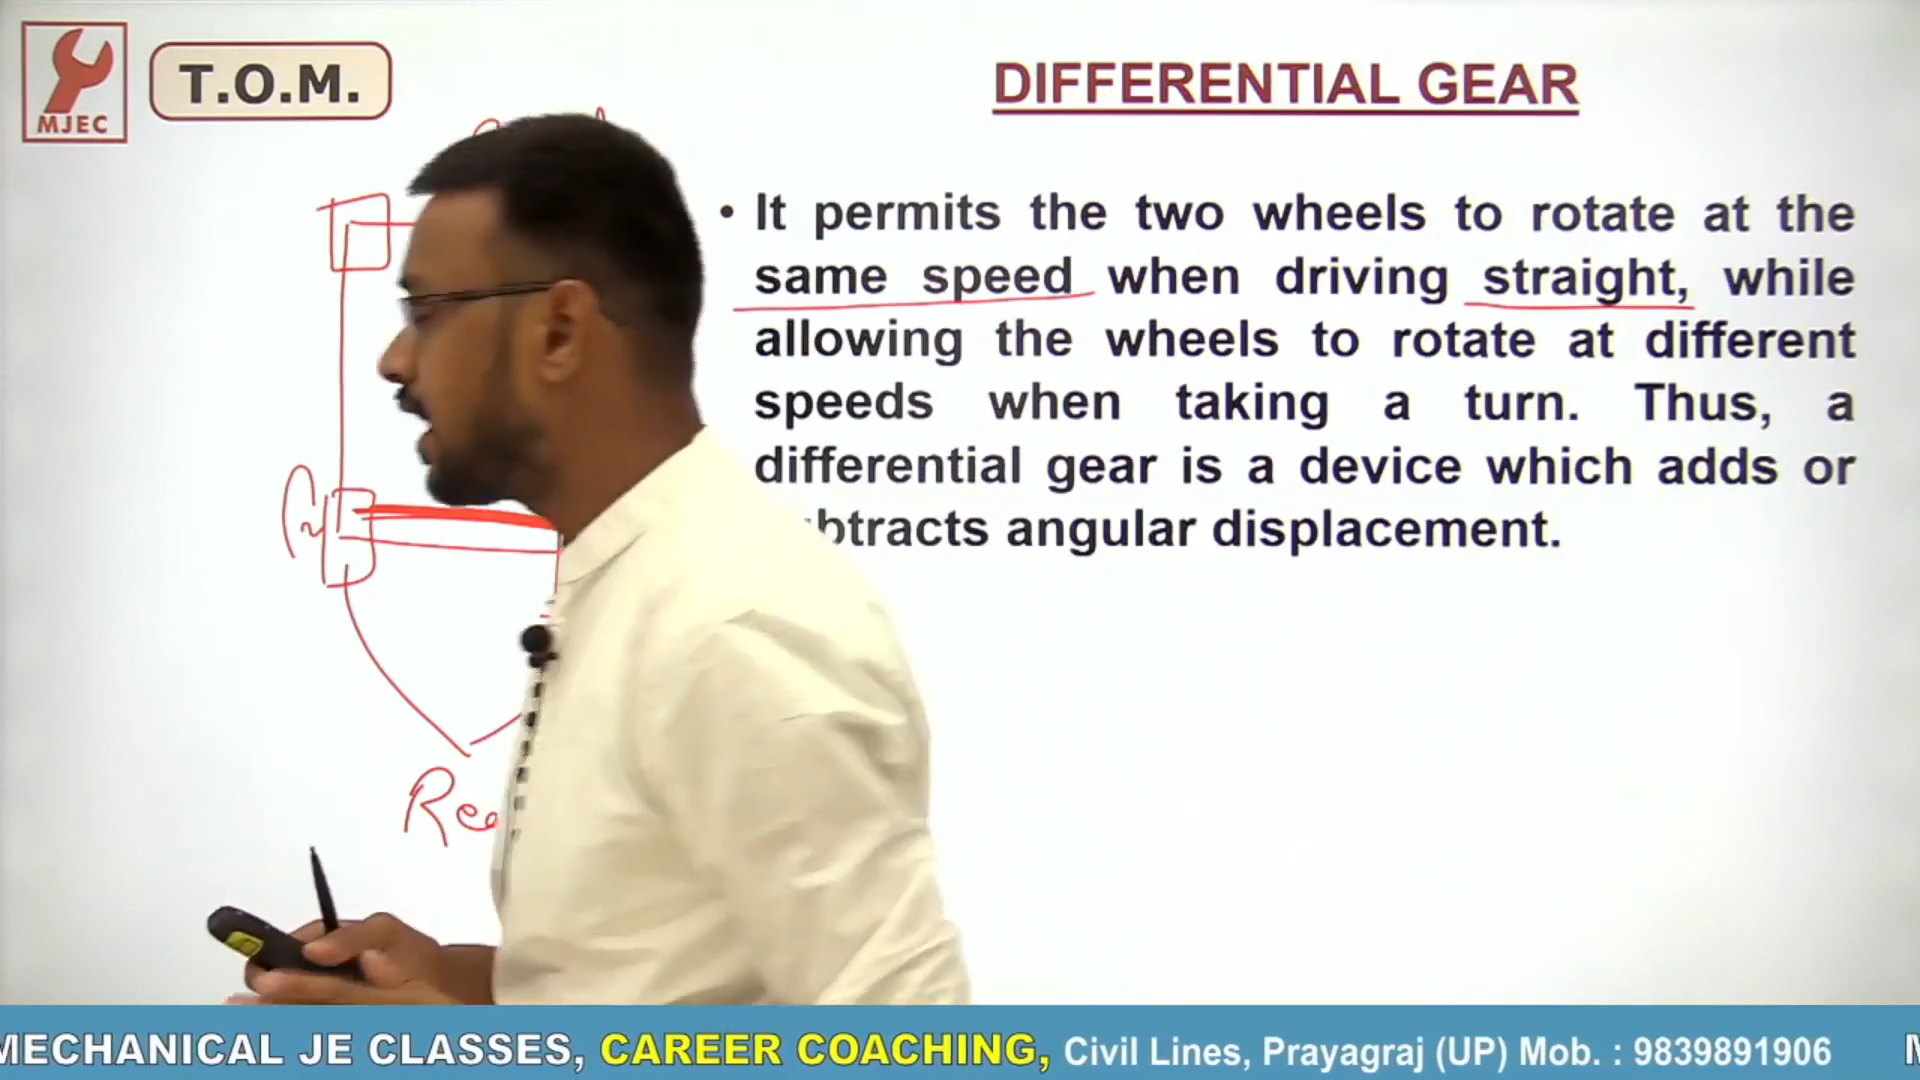 MJEC
T.O.M.
DIFFERENTIAL GEAR
• It permits the two wheels to rotate at the
same speed when driving straight, while
allowing the wheels to rotate at different
speeds when taking a turn. Thus, a
differential gear is a device which adds or
btracts angular displacement.
MECHANICAL JE CLASSES, CAREER COACHING, Civil Lines, Prayagraj (UP) Mob. : 9839891906